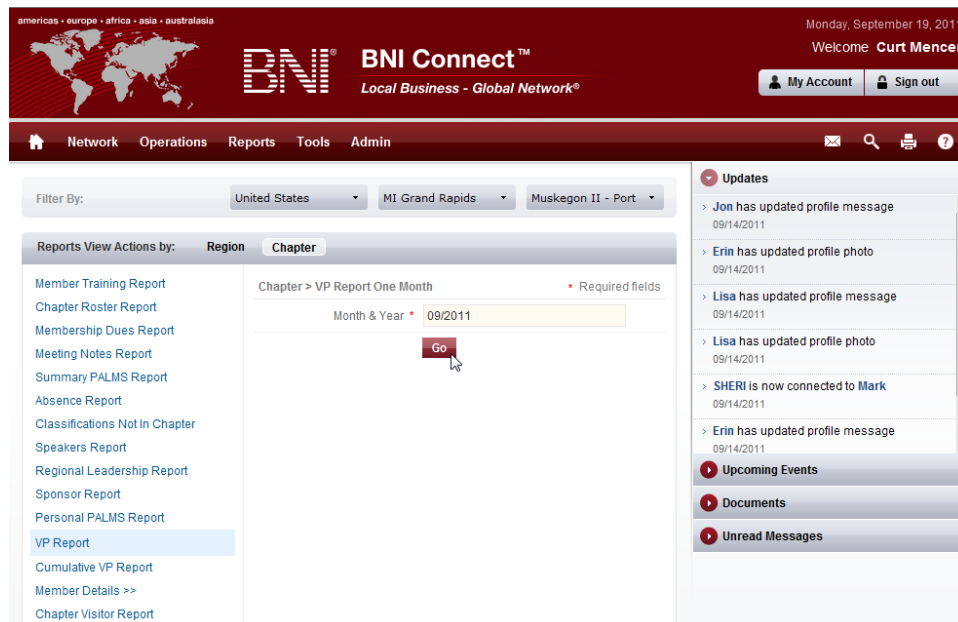 americas • europe • africa • asia • australasia
Monday, September 19, 2011
Welcome Curt Mencer
BNI®
BNI Connect™
Local Business - Global Network®
My Account
Sign out
Network Operations Reports Tools Admin
?
Filter By:
United States
MI Grand Rapids
Muskegon II - Port
Reports View Actions by: Region Chapter
Member Training Report
Chapter Roster Report
Membership Dues Report
Meeting Notes Report
Summary PALMS Report
Absence Report
Classifications Not In Chapter
Speakers Report
Regional Leadership Report
Sponsor Report
Personal PALMS Report
VP Report
Cumulative VP Report
Member Details >>
Chapter Visitor Report
Chapter > VP Report One Month
* Required fields
Month & Year * 09/2011
Go
Updates
> Jon has updated profile message
09/14/2011
> Erin has updated profile photo
09/14/2011
> Lisa has updated profile message
09/14/2011
> Lisa has updated profile photo
09/14/2011
> SHERI is now connected to Mark
09/14/2011
> Erin has updated profile message
09/14/2011
Upcoming Events
Documents
Unread Messages